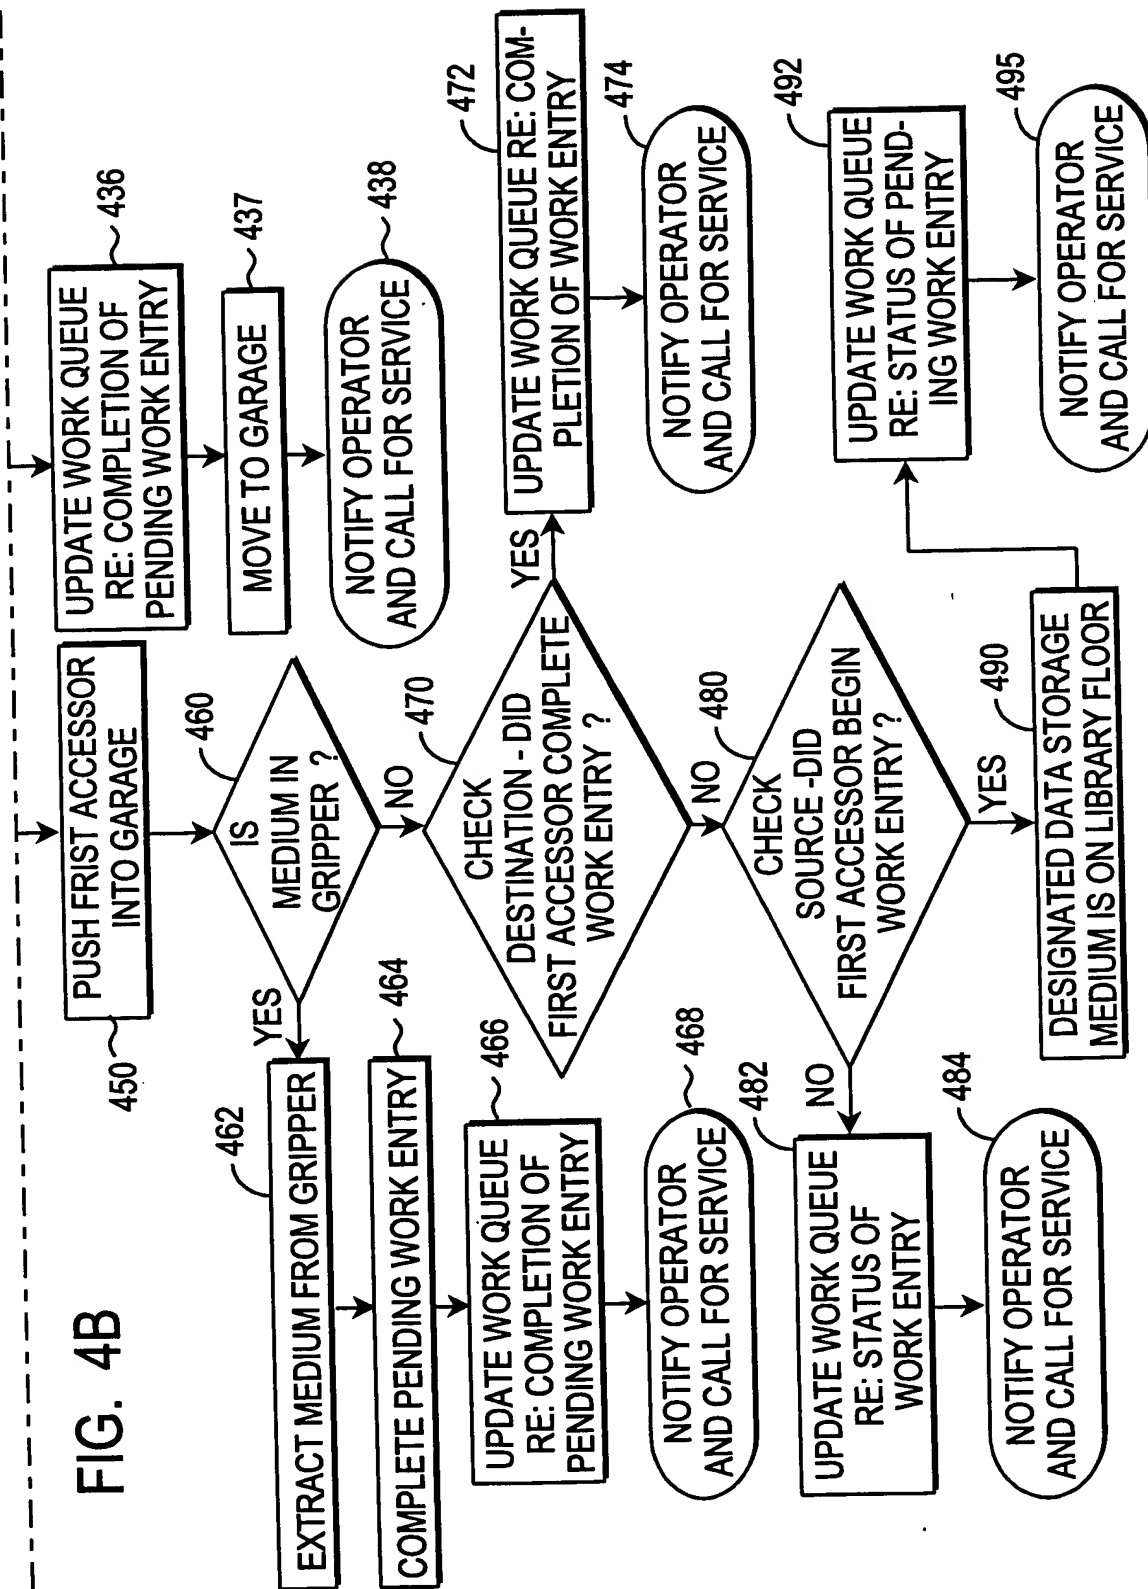 FIG. 4B
PUSH FRIST ACCESSOR
INTO GARAGE
450
UPDATE WORK QUEUE
RE: COMPLETION OF
PENDING WORK ENTRY
436
MOVE TO GARAGE
437
NOTIFY OPERATOR
AND CALL FOR SERVICE
438
IS
MEDIUM IN
GRIPPER ?
460
YES
NO
EXTRACT MEDIUM FROM GRIPPER
462
COMPLETE PENDING WORK ENTRY
464
UPDATE WORK QUEUE
RE: COMPLETION OF
PENDING WORK ENTRY
466
NOTIFY OPERATOR
AND CALL FOR SERVICE
468
CHECK
DESTINATION - DID
FIRST ACCESSOR COMPLETE
WORK ENTRY ?
470
YES
NO
UPDATE WORK QUEUE RE: COM-
PLETION OF WORK ENTRY
472
NOTIFY OPERATOR
AND CALL FOR SERVICE
474
CHECK
SOURCE -DID
FIRST ACCESSOR BEGIN
WORK ENTRY ?
480
NO
YES
UPDATE WORK QUEUE
RE: STATUS OF
WORK ENTRY
482
NOTIFY OPERATOR
AND CALL FOR SERVICE
484
DESIGNATED DATA STORAGE
MEDIUM IS ON LIBRARY FLOOR
490
UPDATE WORK QUEUE
RE: STATUS OF PEND-
ING WORK ENTRY
492
NOTIFY OPERATOR
AND CALL FOR SERVICE
495